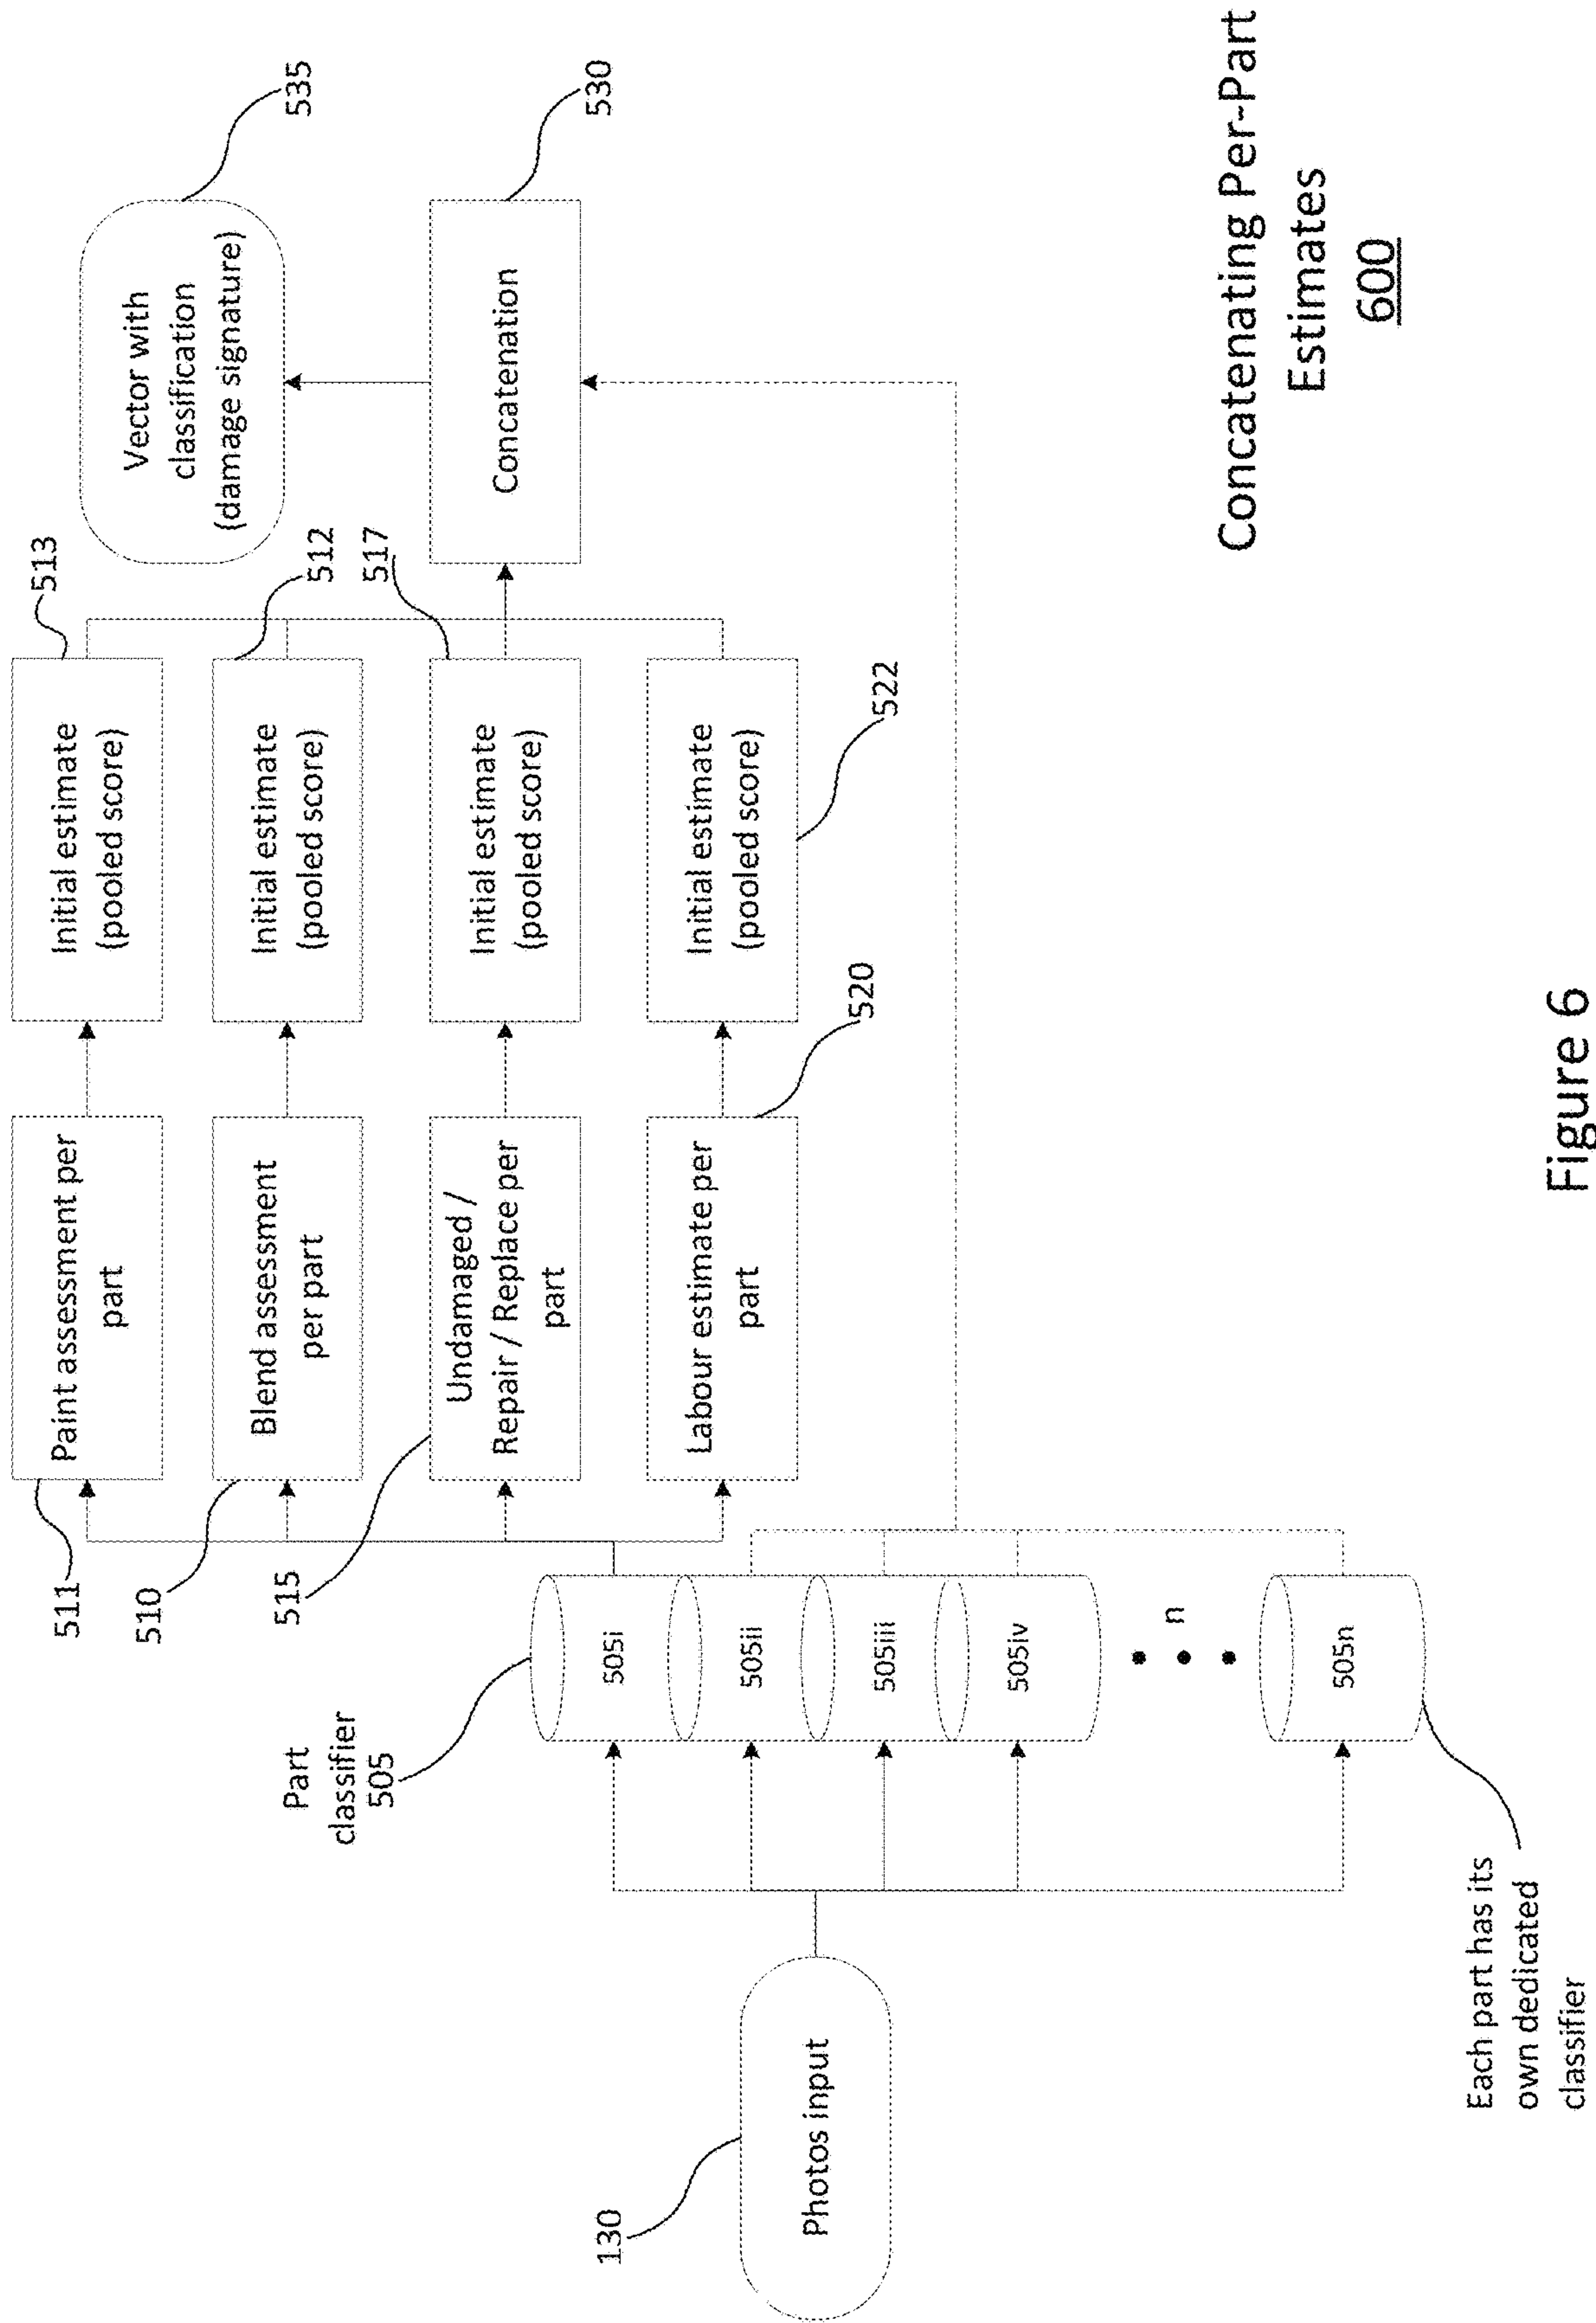 130
Photos input
Each part has its
own dedicated
classifier
Part
classifier
505
505i
505ii
505iii
505iv
n
505n
511
Paint assessment per
part
510
Blend assessment
per part
515
Undamaged /
Repair / Replace per
part
Labour estimate per
part
520
513
Initial estimate
(pooled score)
512
Initial estimate
(pooled score)
517
Initial estimate
(pooled score)
522
Initial estimate
(pooled score)
535
Vector with
classification
(damage signature)
530
Concatenation
Concatenating Per-Part
Estimates
600
Figure 6